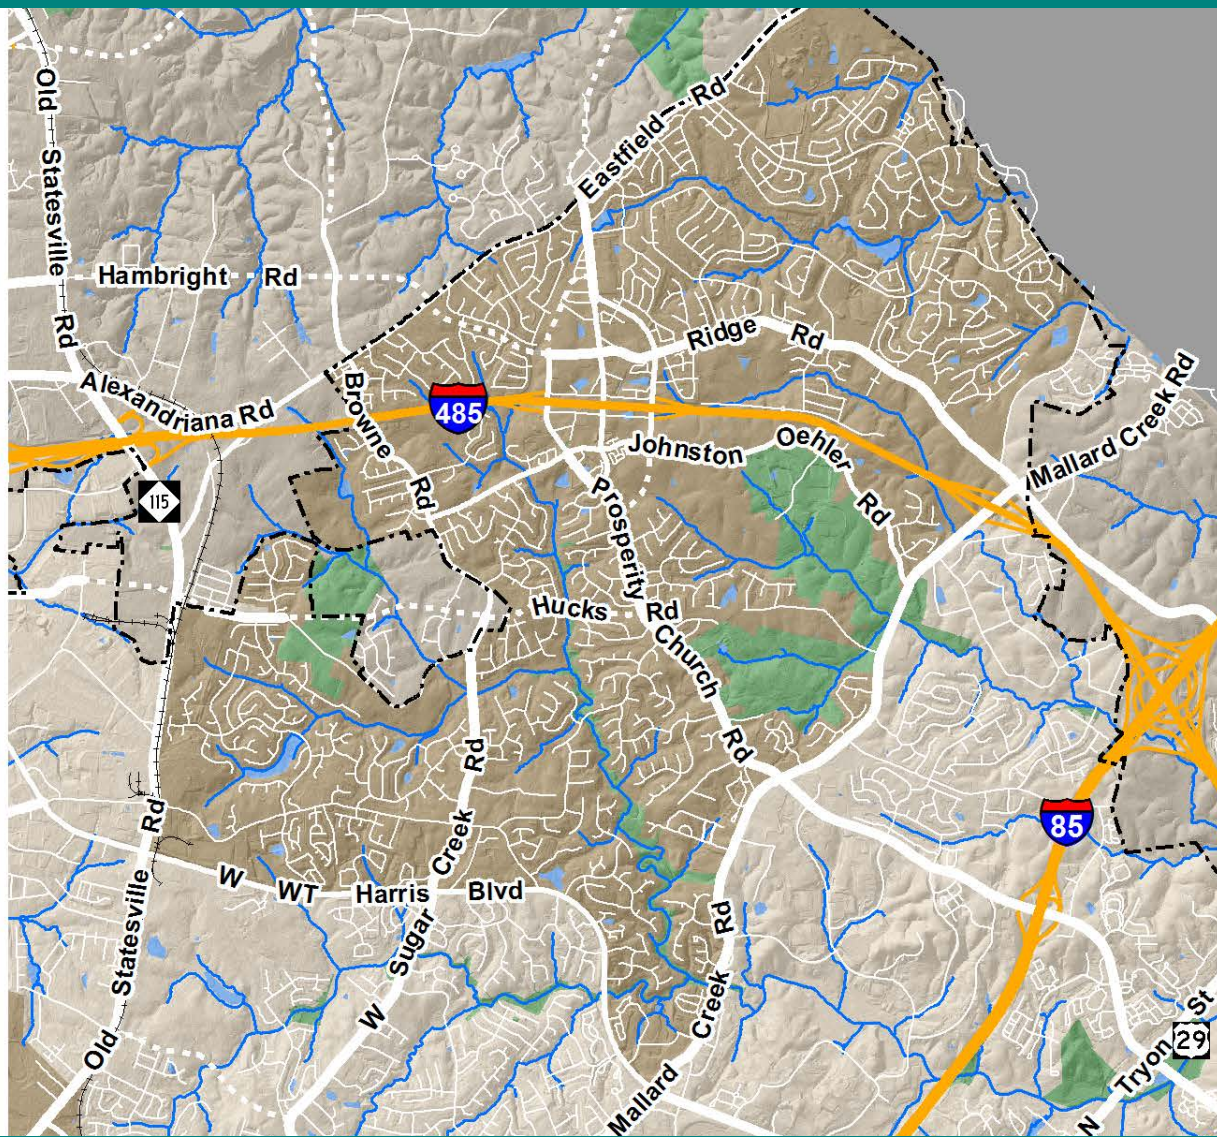 Old Statesville Rd
Eastfield Rd
Hambright Rd
Ridge Rd
Alexandriana Rd
Browne Rd
485
Mallard Creek Rd
Johnston Oehler Rd
115
Prosperity Church Rd
Hucks Rd
W Sugar Creek Rd
85
Old Statesville Rd
W WT Harris Blvd
Mallard Creek Rd
N Tryon St
29